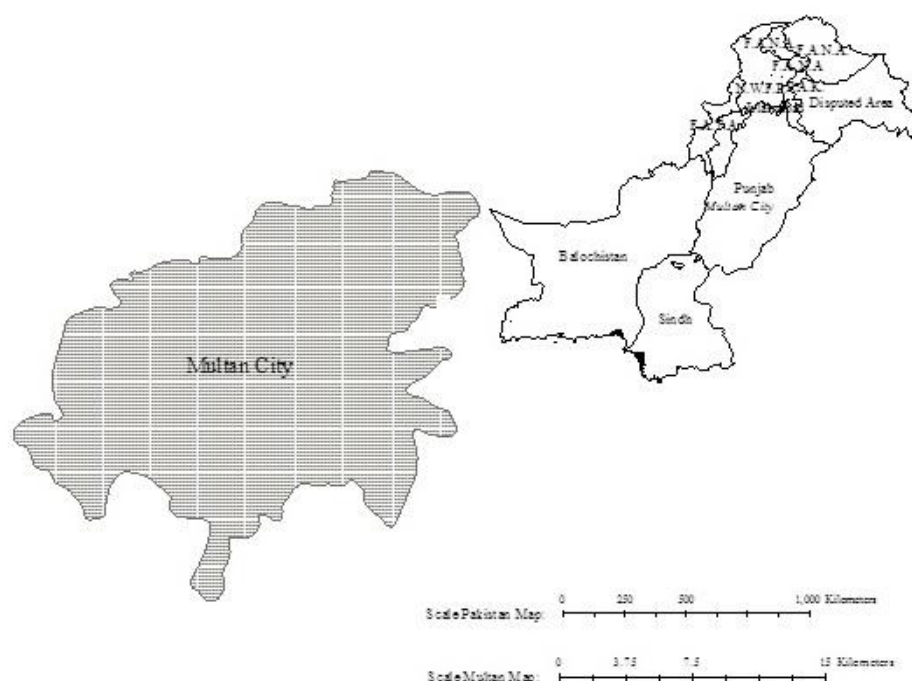 F.A.N.A
F.A.N.A
F.A.N.A
Disputed Area
Punjab
Multan City
Balochistan
Sindh
Multan City
0 250 500 1,000 Kilometers
Scale Pakistan Map:
0 3.75 7.5 15 Kilometers
Scale Multan Map: